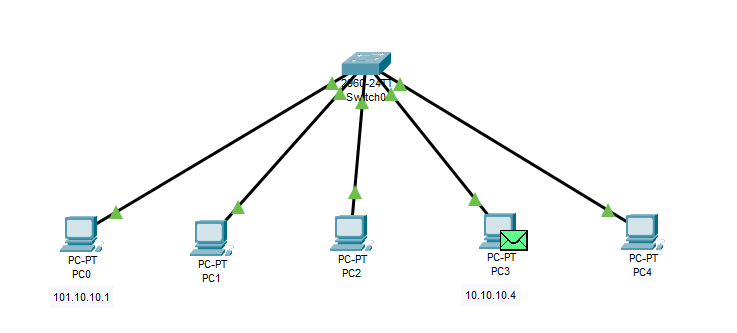 2960-24TT
Switch0
PC-PT
PC0
PC-PT
PC1
PC-PT
PC2
PC-PT
PC3
PC-PT
PC4
101.10.10.1
10.10.10.4